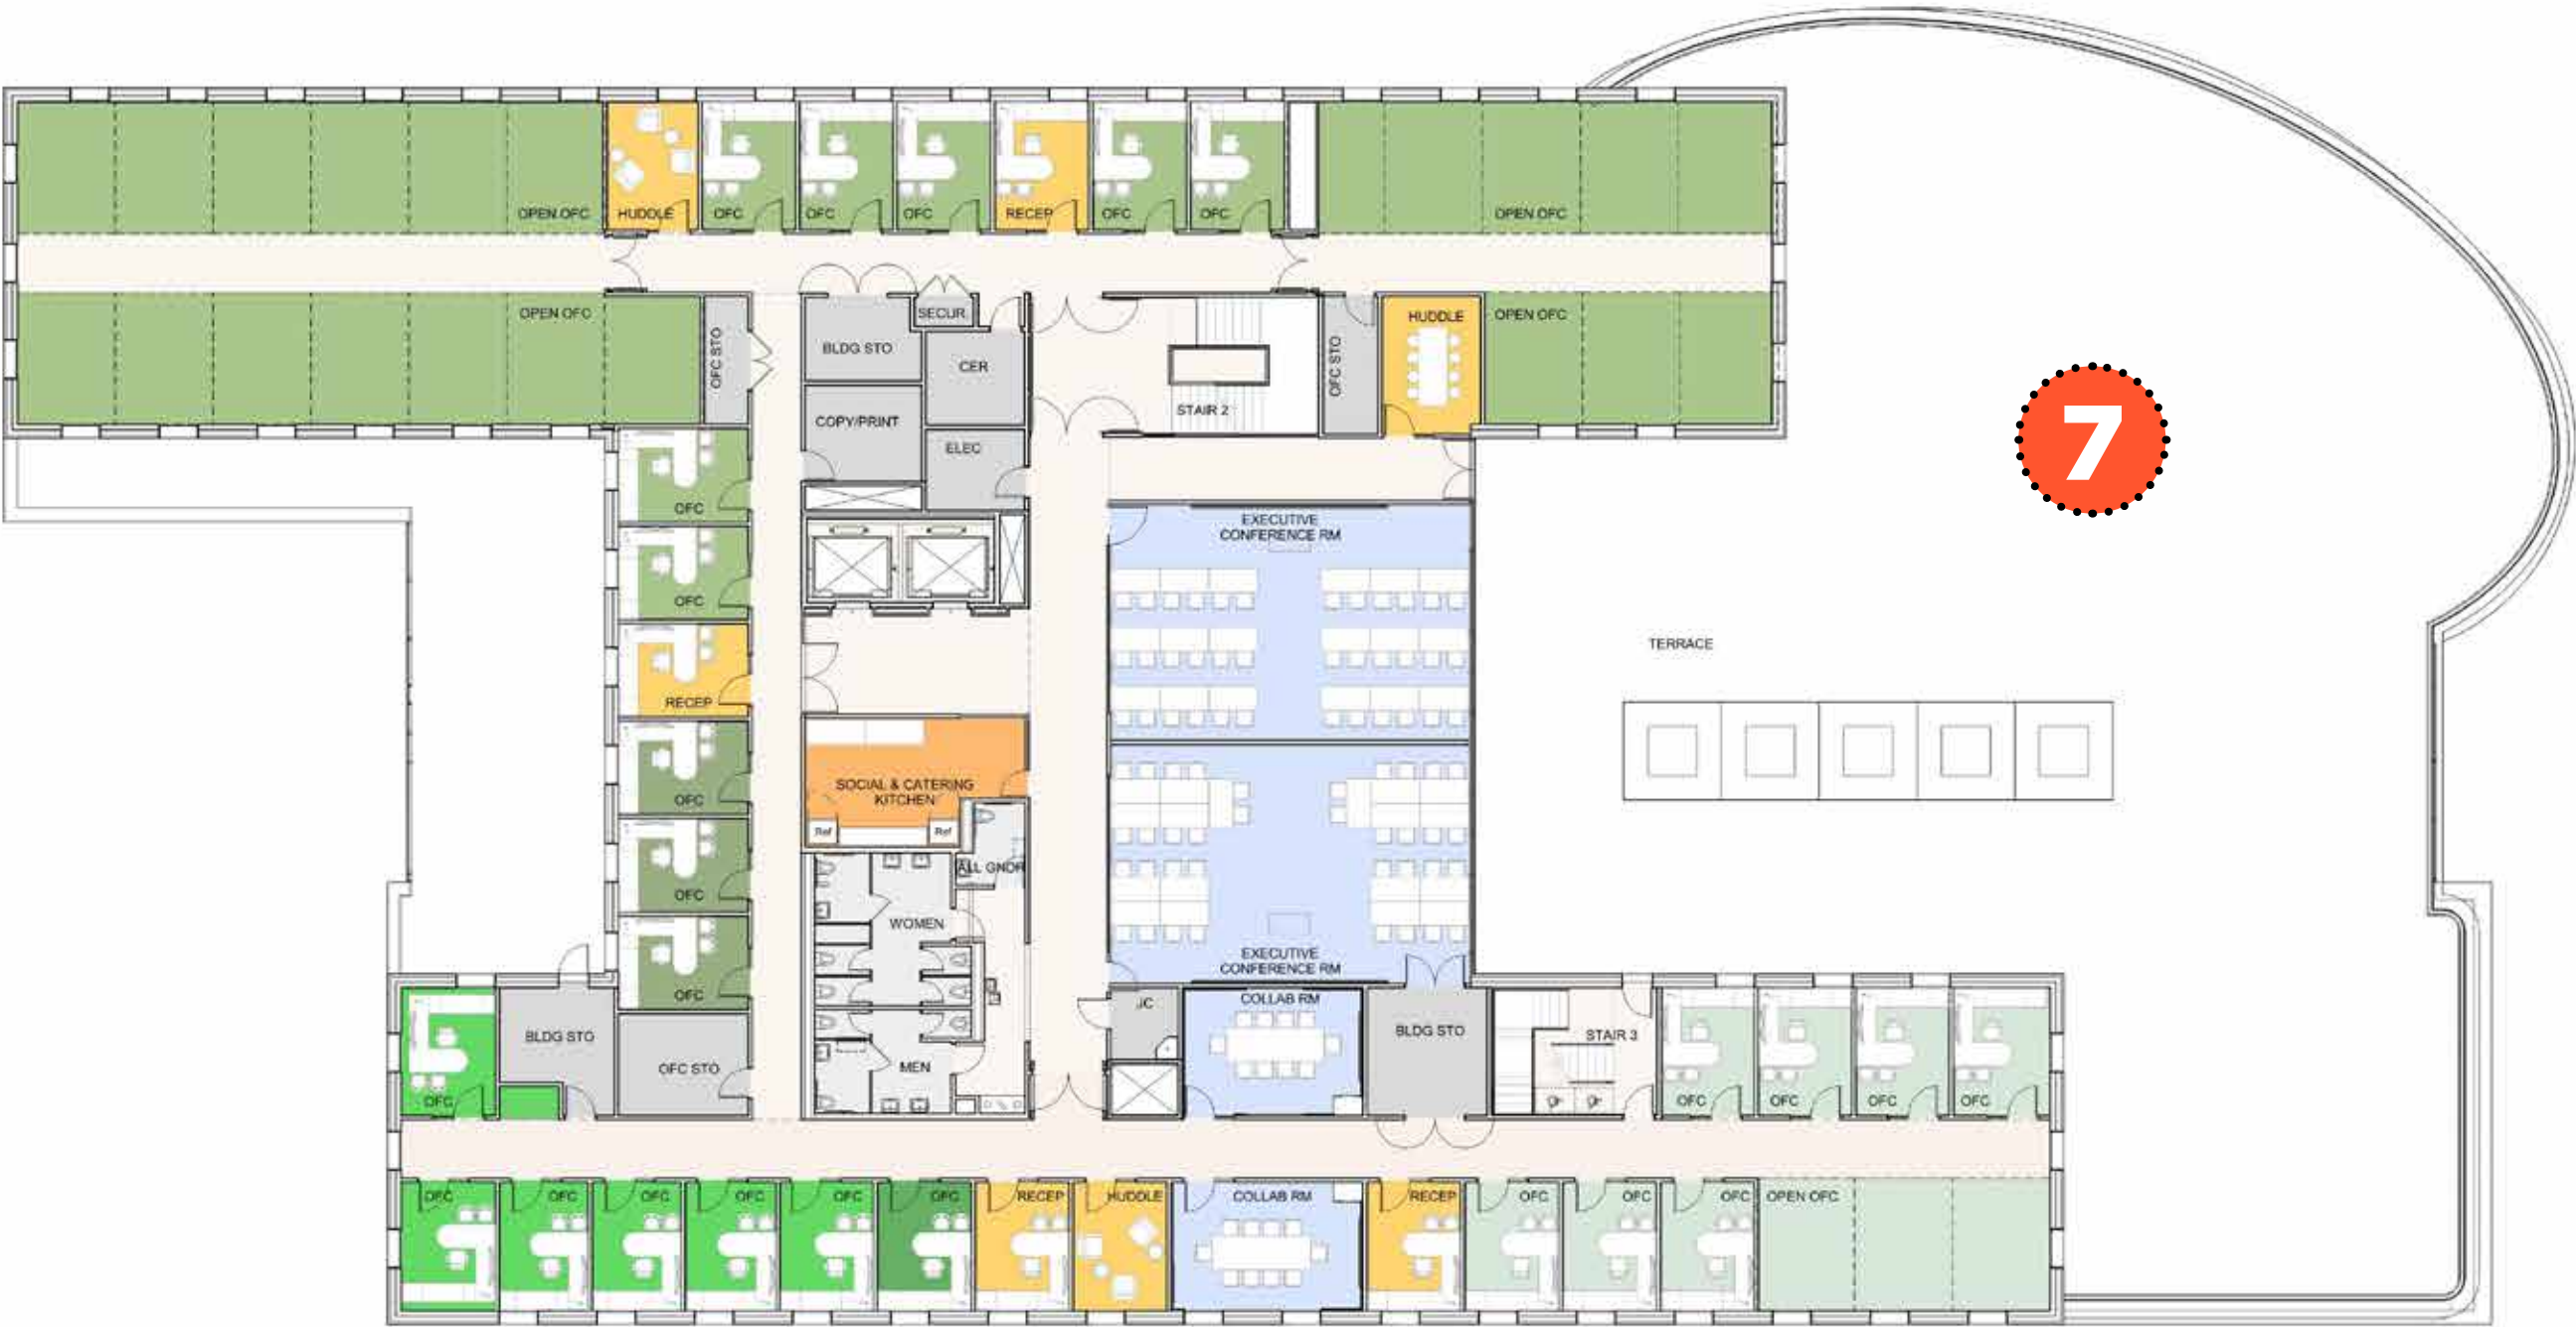 OPEN OFC
HUDDLE
OFC
OFC
OFC
RECEP
OFC
OFC
OPEN OFC
OPEN OFC
OFC STO
BLDG STO
SECUR.
CER
COPY/PRINT
ELEC
STAIR 2
OFC STO
HUDDLE
OPEN OFC
7
OFC
OFC
RECEP
OFC
OFC
OFC
EXECUTIVE
CONFERENCE RM
TERRACE
SOCIAL & CATERING
KITCHEN
Ref
Ref
ALL GNDR
WOMEN
MEN
EXECUTIVE
CONFERENCE RM
JC
COLLAB RM
BLDG STO
STAIR 3
OFC
OFC
OFC
OFC
OFC
BLDG STO
OFC STO
OFC
OFC
OFC
OFC
OFC
OFC
RECEP
HUDDLE
COLLAB RM
RECEP
OFC
OFC
OFC
OPEN OFC